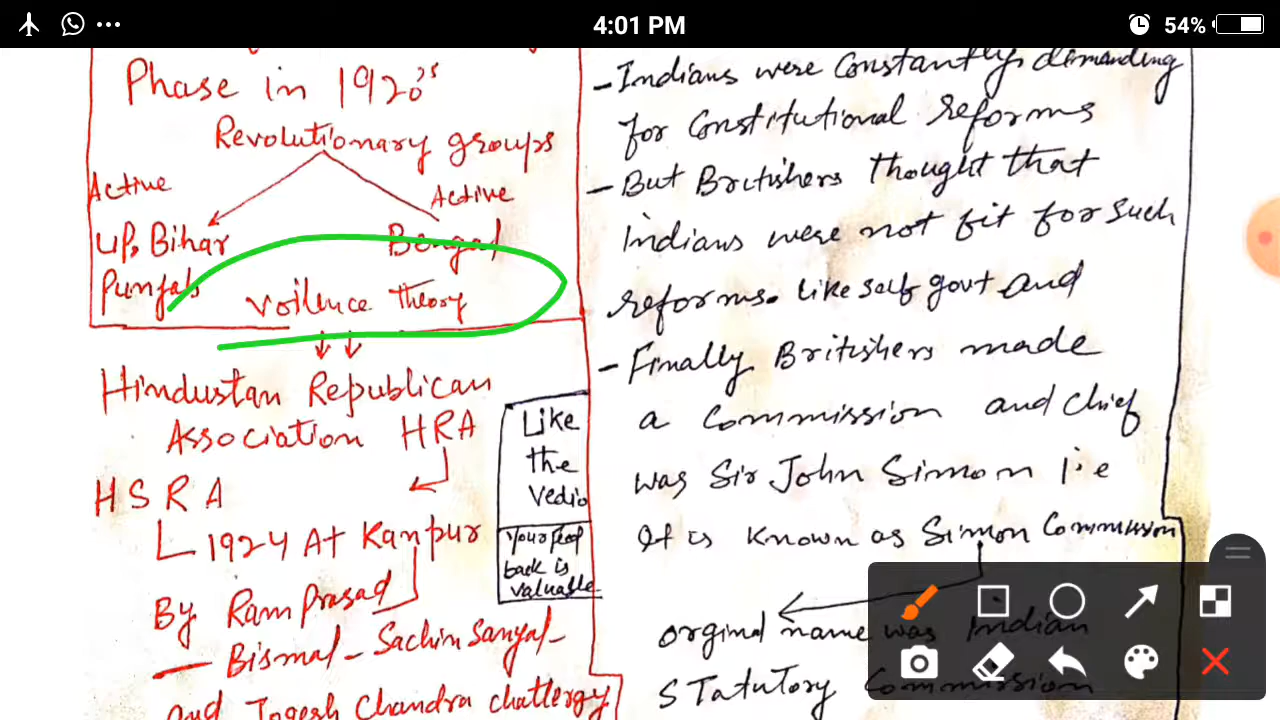 4:01 PM
54%
Phase in 1920's
Revolutionary groups
Active
Active
UP, Bihar
Bengal
Punjab
Voilence theory
Hindustan Republican
Association HRA
HSRA
1924 At Kanpur
By Ram Prasad
Bismal - Sachin Sanyal -
and Jogesh Chandra chattergy
Like
the
vedio
Your feed
back is
valuable
- Indians were Constantly demanding
for Constitutional reforms
- But Britishers thought that
indians were not fit for such
reforms. like self govt and
- Finally Britishers made
a Commission and chief
was Sir John Simon i.e
It is known as Simon Commission
orginal name was Indian
Statutory Commission